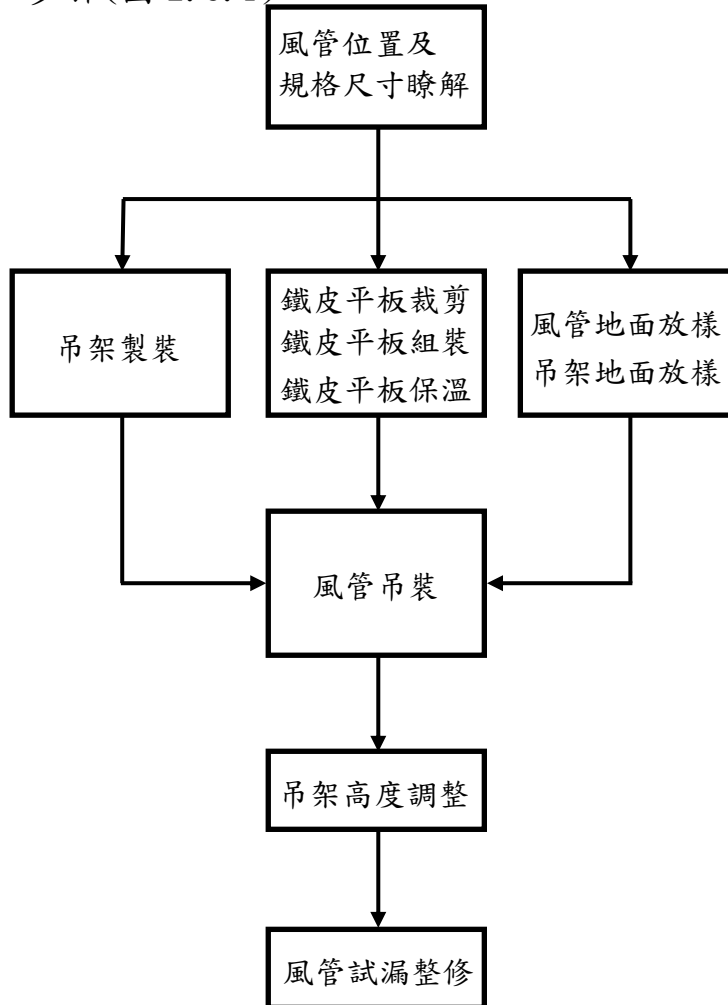 風管位置及
規格尺寸瞭解
吊架製裝
鐵皮平板裁剪
鐵皮平板組裝
鐵皮平板保溫
風管地面放樣
吊架地面放樣
風管吊裝
吊架高度調整
風管試漏整修